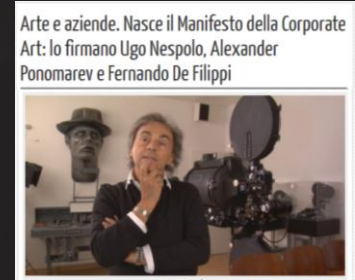 Arte e aziende. Nasce il Manifesto della Corporate
Art: lo firmano Ugo Nespolo, Alexander
Ponomarev e Fernando De Filippi